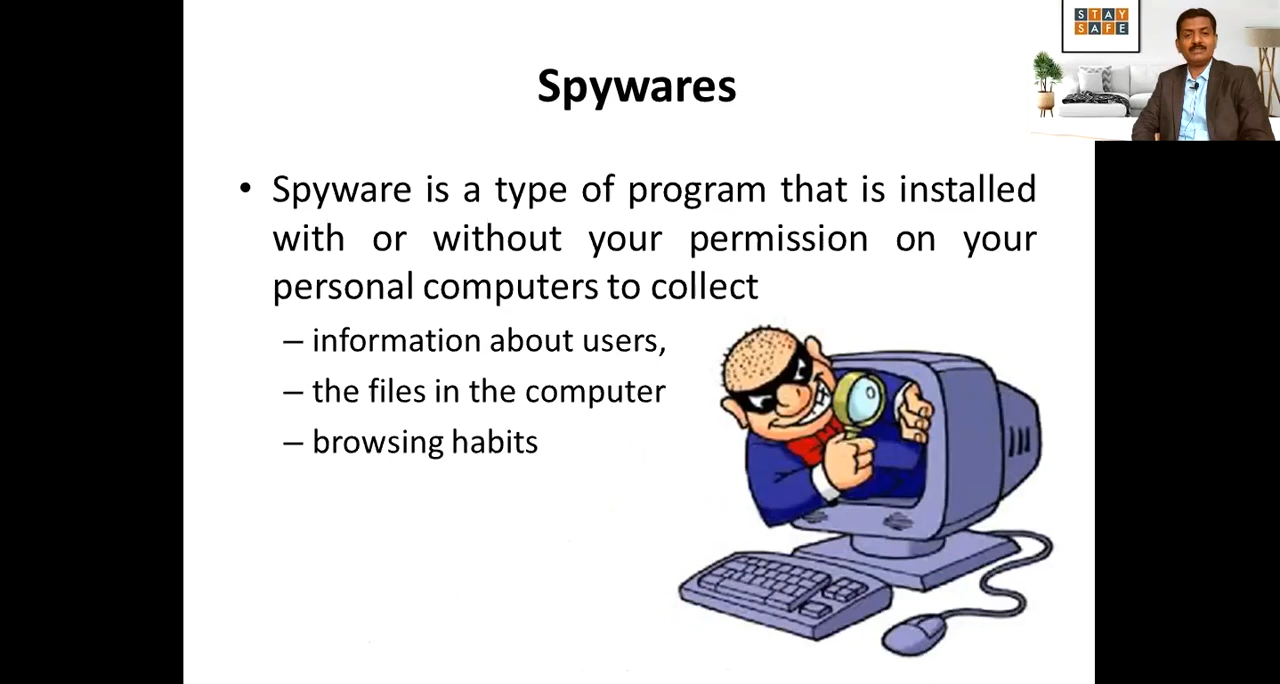 STAY
SAFE
Spywares
• Spyware is a type of program that is installed
with or without your permission on your
personal computers to collect
– information about users,
– the files in the computer
– browsing habits